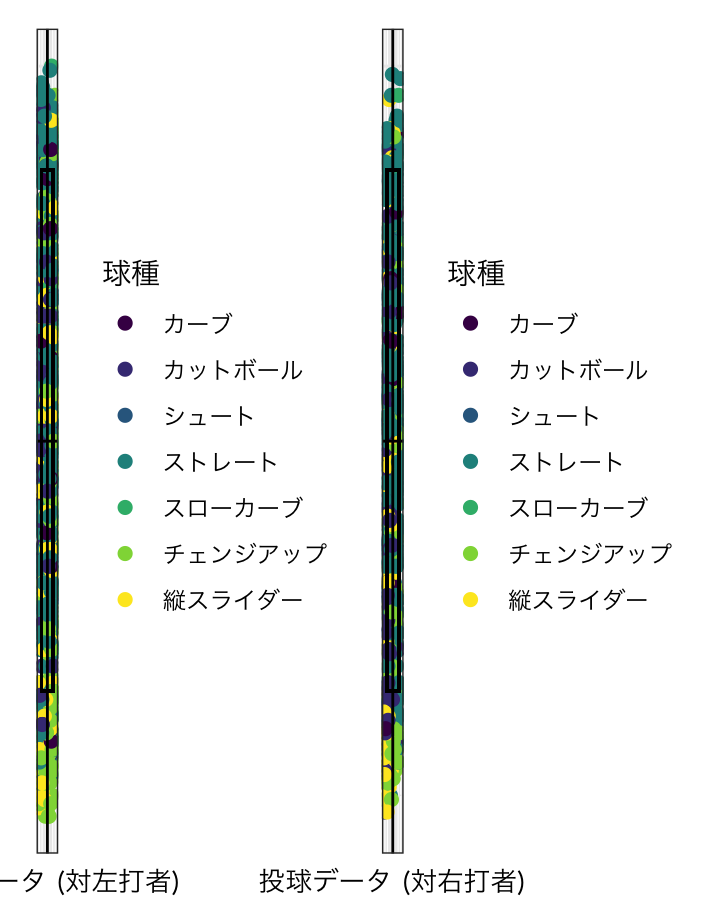 球種
カーブ
カットボール
シュート
ストレート
スローカーブ
チェンジアップ
縦スライダー
ータ (対左打者)
球種
カーブ
カットボール
シュート
ストレート
スローカーブ
チェンジアップ
縦スライダー
投球データ (対右打者)